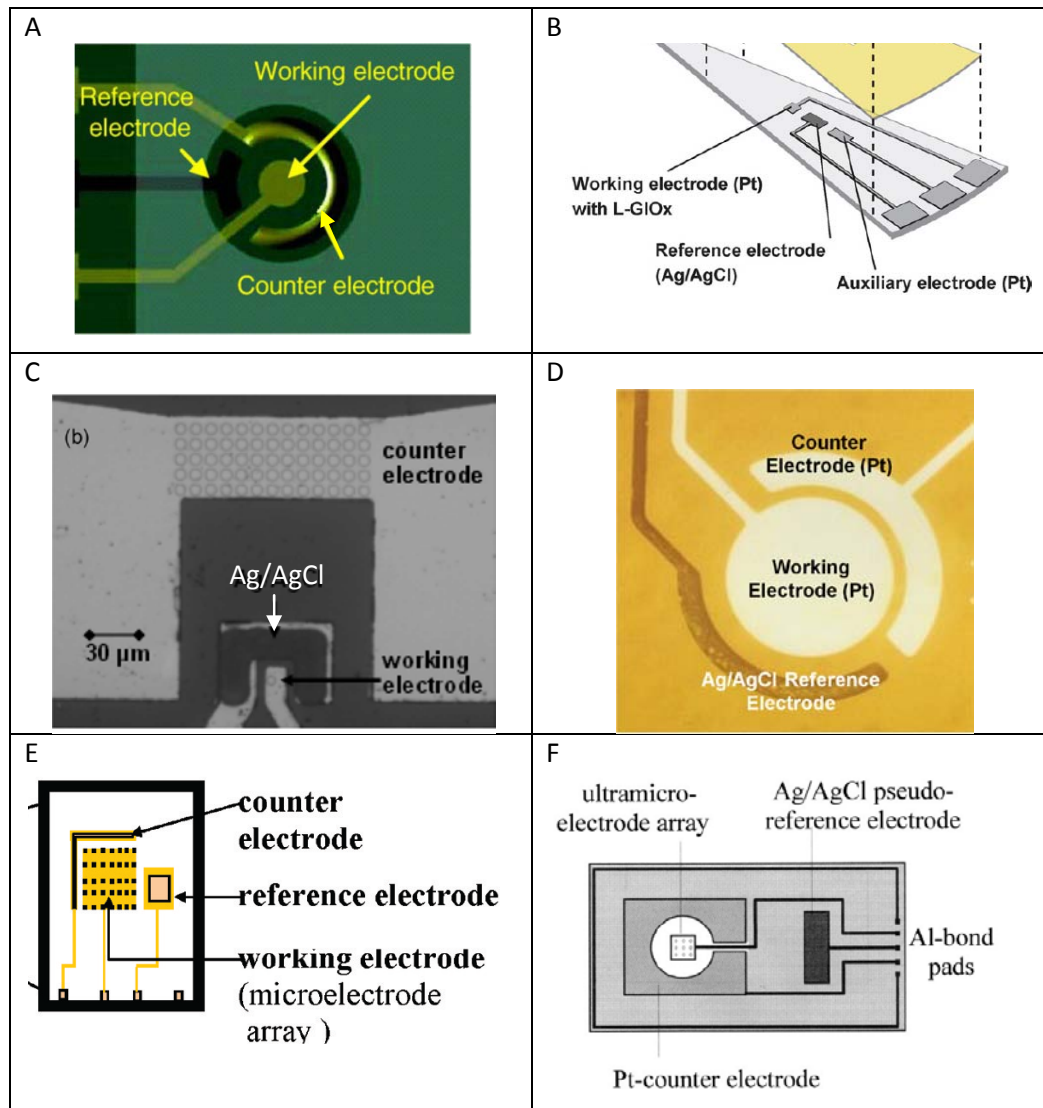 A
Working electrode
Reference
electrode
Counter electrode
B
Working electrode (Pt)
with L-GlOx
Reference electrode
(Ag/AgCl)
Auxiliary electrode (Pt)
C
(b)
counter
electrode
Ag/AgCl
30 µm
working
electrode
D
Counter
Electrode (Pt)
Working
Electrode (Pt)
Ag/AgCl Reference
Electrode
E
counter
electrode
reference electrode
working electrode
(microelectrode
array )
F
ultramicro-
electrode array
Ag/AgCl pseudo-
reference electrode
Al-bond
pads
Pt-counter electrode